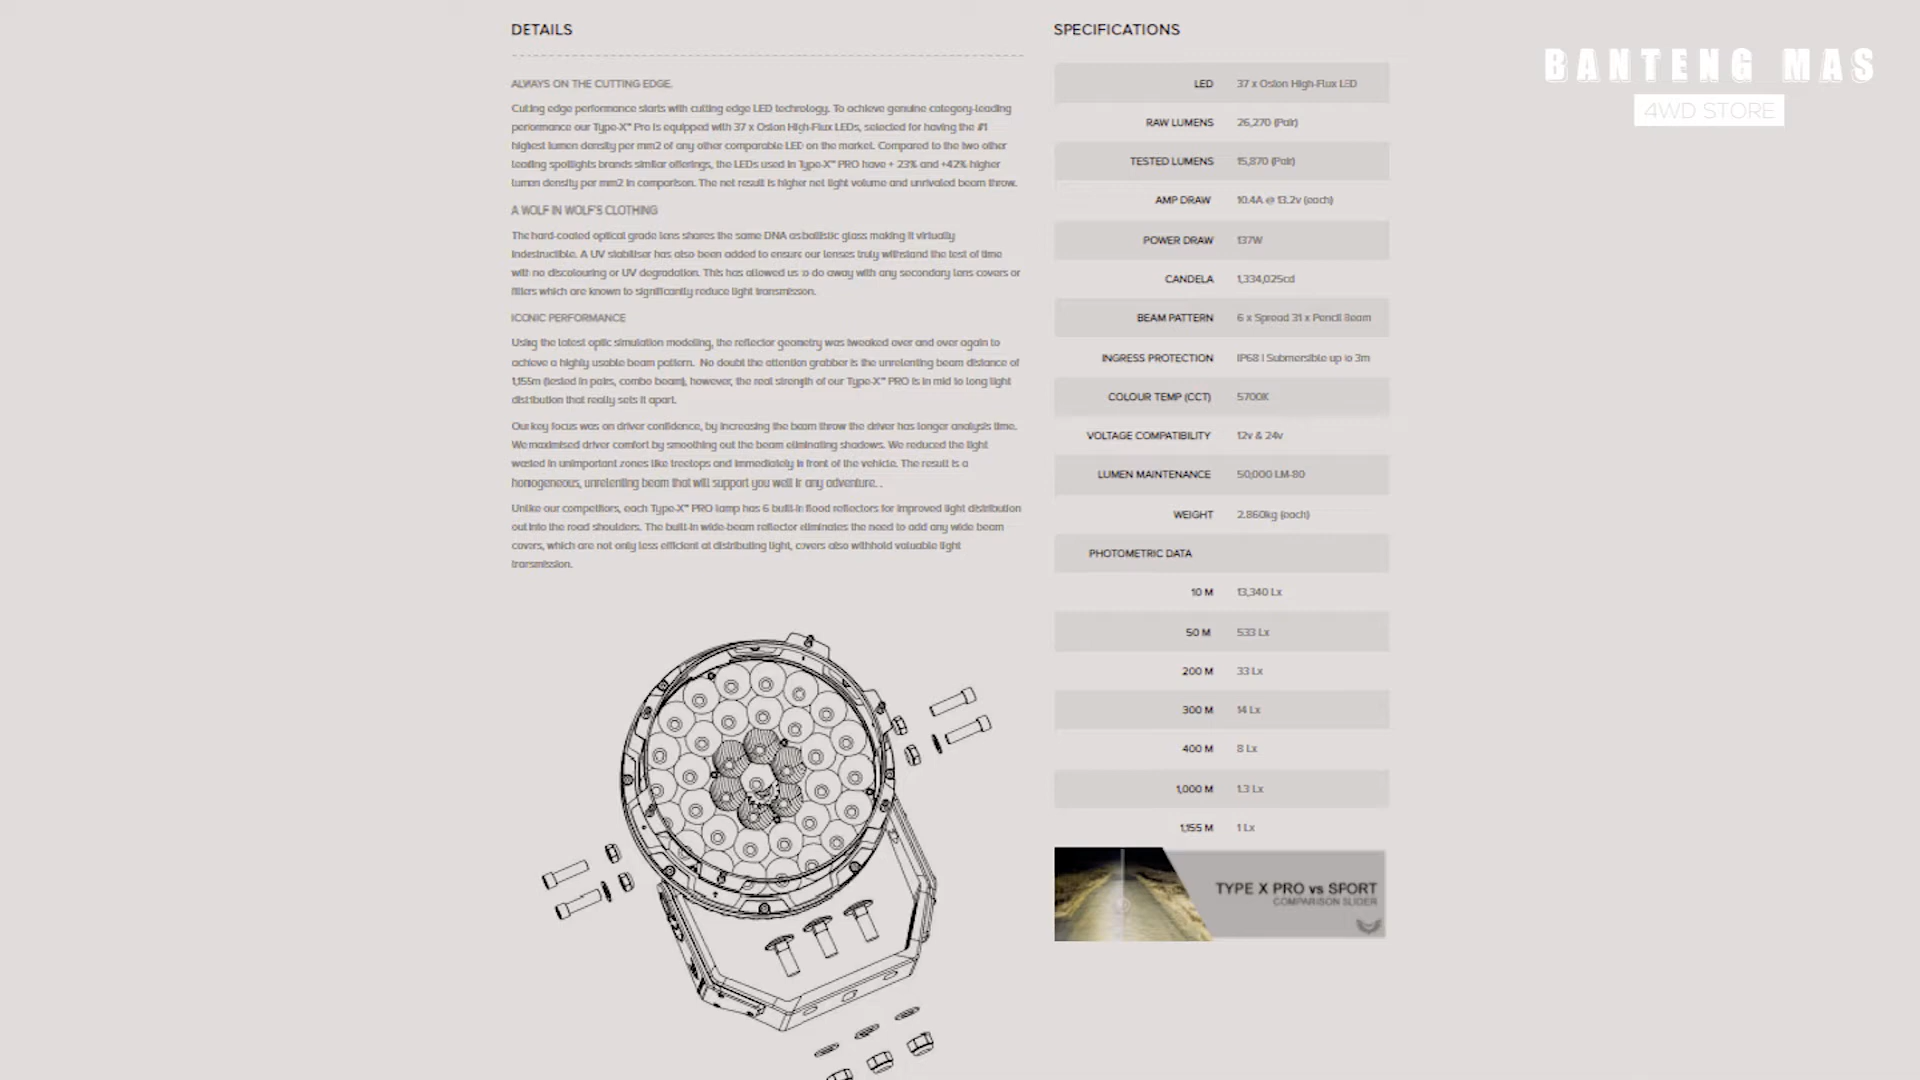 DETAILS
ALWAYS ON THE CUTTING EDGE.
Cutting edge performance starts with cutting edge LED technology. To achieve genuine category-leading
performance our Type-X™ Pro is equipped with 37 x Oslon High-Flux LEDs, selected for having the #1
highest lumen density per mm2 of any other comparable LED on the market. Compared to the two other
leading spotlights brands similar offerings, the LEDs used in Type-X™ PRO have + 23% and +42% higher
lumen density per mm2 in comparison. The net result is higher net light volume and unrivaled beam throw.
A WOLF IN WOLF'S CLOTHING
The hard-coated optical grade lens shares the same DNA as ballistic glass making it virtually
indestructible. A UV stabiliser has also been added to ensure our lenses truly withstand the test of time
with no discolouring or UV degradation. This has allowed us to do away with any secondary lens covers or
filters which are known to significantly reduce light transmission.
ICONIC PERFORMANCE
Using the latest optic simulation modeling, the reflector geometry was tweaked over and over again to
achieve a highly usable beam pattern. No doubt the attention grabber is the unrelenting beam distance of
1,155m (tested in pairs, combo beam), however, the real strength of our Type-X™ PRO is in mid to long light
distribution that really sets it apart.
Our key focus was on driver confidence, by increasing the beam throw the driver has longer analysis time.
We maximised driver comfort by smoothing out the beam eliminating shadows. We reduced the light
wasted in unimportant zones like treetops and immediately in front of the vehicle. The result is a
homogeneous, unrelenting beam that will support you well in any adventure. .
Unlike our competitors, each Type-X™ PRO lamp has 6 built-in flood reflectors for improved light distribution
out into the road shoulders. The built-in wide-beam reflector eliminates the need to add any wide beam
covers, which are not only less efficient at distributing light, covers also withhold valuable light
transmission.
SPECIFICATIONS
LED 37 x Oslon High-Flux LED
RAW LUMENS 26,270 (Pair)
TESTED LUMENS 15,870 (Pair)
AMP DRAW 10.4A @ 13.2v (each)
POWER DRAW 137W
CANDELA 1,334,025cd
BEAM PATTERN 6 x Spread 31 x Pencil Beam
INGRESS PROTECTION IP68 | Submersible up to 3m
COLOUR TEMP (CCT) 5700K
VOLTAGE COMPATIBILITY 12v & 24v
LUMEN MAINTENANCE 50,000 LM-80
WEIGHT 2.860kg (each)
PHOTOMETRIC DATA
10 M 13,340 Lx
50 M 533 Lx
200 M 33 Lx
300 M 14 Lx
400 M 8 Lx
1,000 M 1.3 Lx
1,155 M 1 Lx
TYPE X PRO vs SPORT
COMPARISON SLIDER
BANTENG MAS
4WD STORE